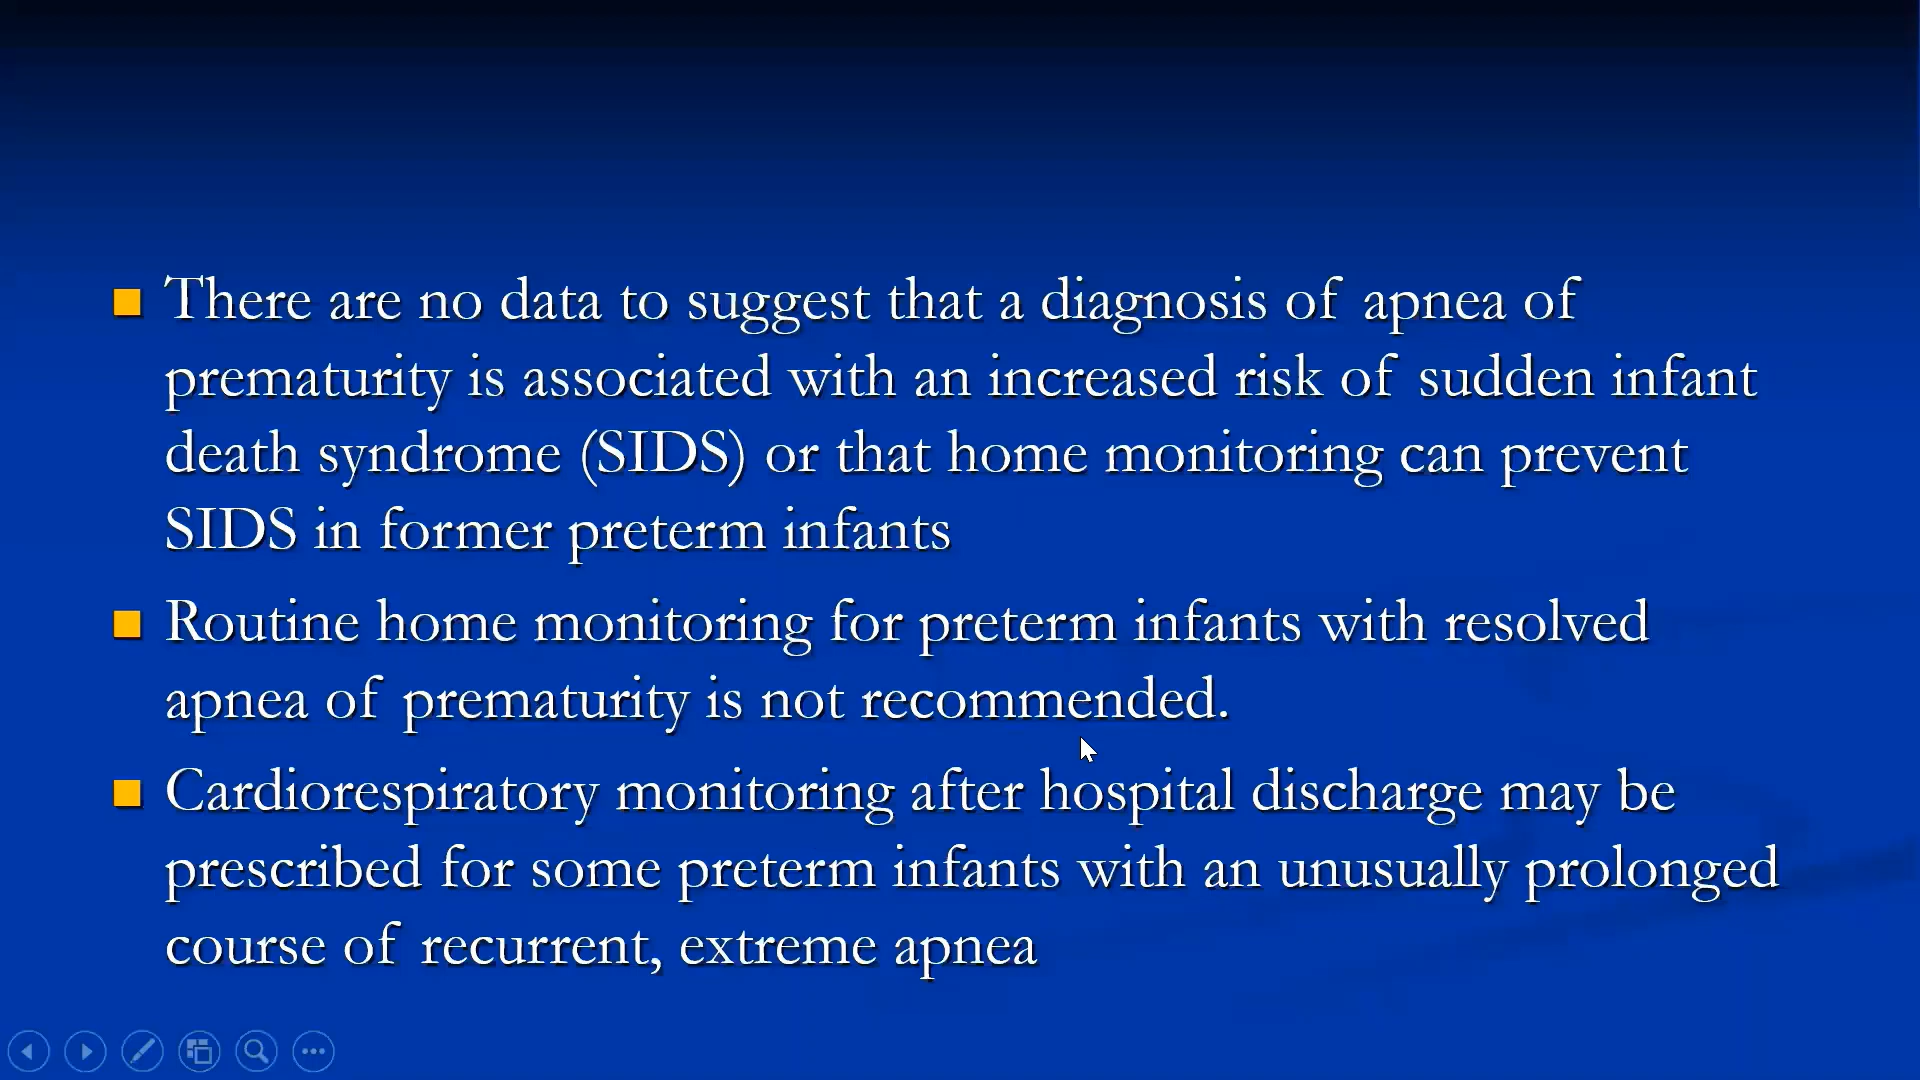 There are no data to suggest that a diagnosis of apnea of
prematurity is associated with an increased risk of sudden infant
death syndrome (SIDS) or that home monitoring can prevent
SIDS in former preterm infants
Routine home monitoring for preterm infants with resolved
apnea of prematurity is not recommended.
Cardiorespiratory monitoring after hospital discharge may be
prescribed for some preterm infants with an unusually prolonged
course of recurrent, extreme apnea